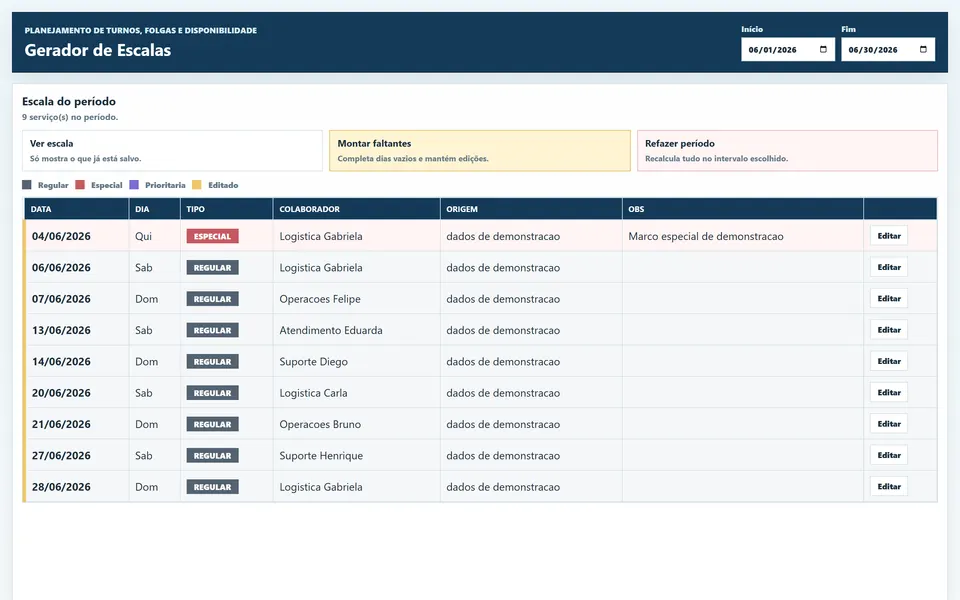 PLANEJAMENTO DE TURNOS, FOLGAS E DISPONIBILIDADE
Gerador de Escalas
Início Fim
06/01/2026 06/30/2026
Escala do período
9 serviço(s) no período.
Ver escala
Só mostra o que já está salvo.
Montar faltantes
Completa dias vazios e mantém edições.
Refazer período
Recalcula tudo no intervalo escolhido.
Regular Especial Prioritaria Editado
DATA DIA TIPO COLABORADOR ORIGEM OBS
04/06/2026 Qui ESPECIAL Logistica Gabriela dados de demonstracao Marco especial de demonstracao Editar
06/06/2026 Sab REGULAR Logistica Gabriela dados de demonstracao Editar
07/06/2026 Dom REGULAR Operacoes Felipe dados de demonstracao Editar
13/06/2026 Sab REGULAR Atendimento Eduarda dados de demonstracao Editar
14/06/2026 Dom REGULAR Suporte Diego dados de demonstracao Editar
20/06/2026 Sab REGULAR Logistica Carla dados de demonstracao Editar
21/06/2026 Dom REGULAR Operacoes Bruno dados de demonstracao Editar
27/06/2026 Sab REGULAR Suporte Henrique dados de demonstracao Editar
28/06/2026 Dom REGULAR Logistica Gabriela dados de demonstracao Editar